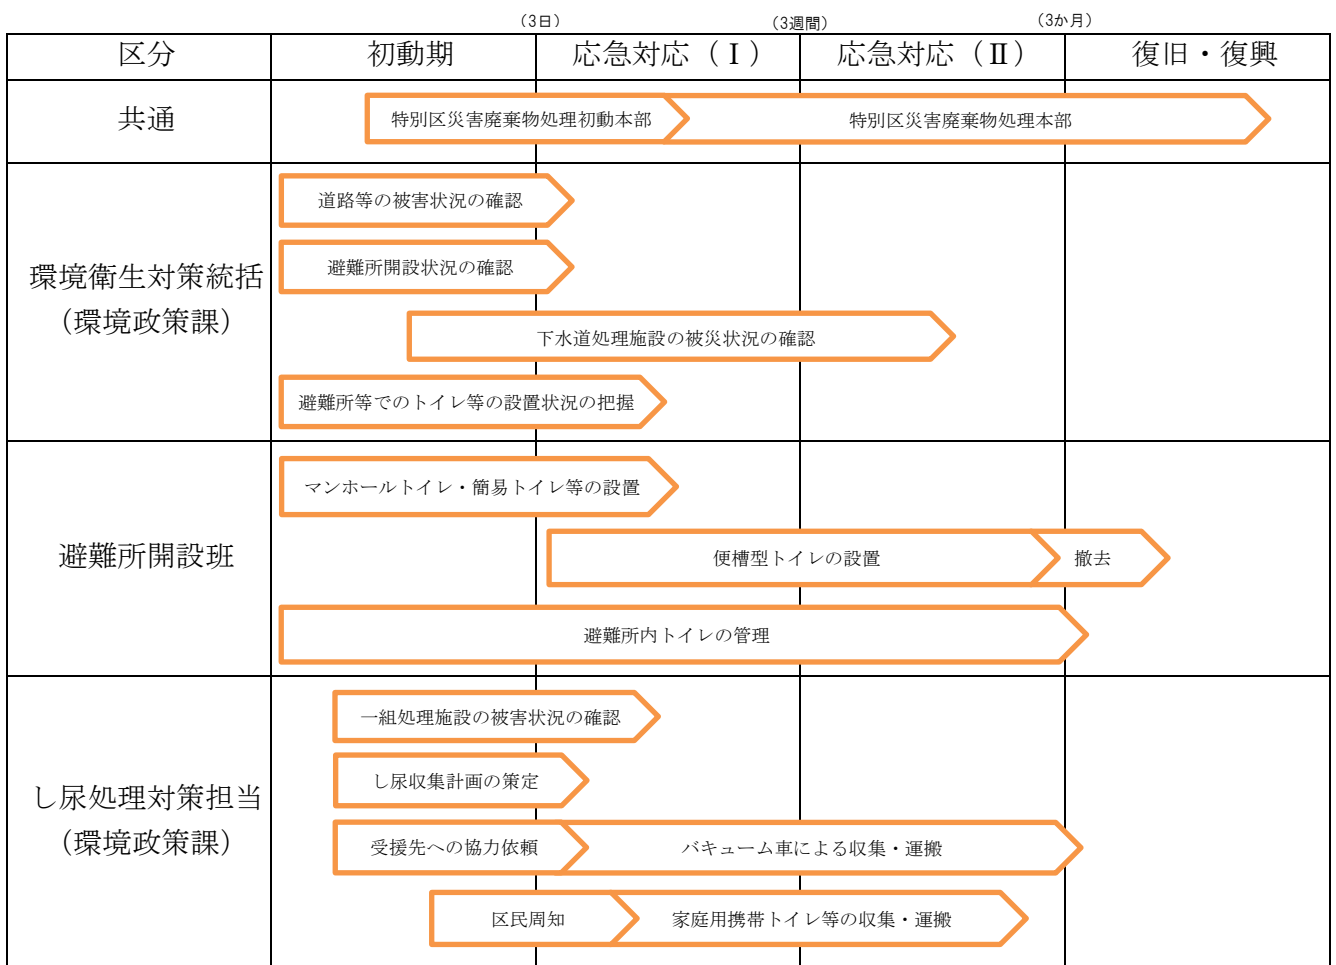 （3日）
（3週間）
（3か月）
区分
初動期
応急対応（Ⅰ）
応急対応（Ⅱ）
復旧・復興
共通
特別区災害廃棄物処理初動本部
特別区災害廃棄物処理本部
環境衛生対策統括
（環境政策課）
道路等の被害状況の確認
避難所開設状況の確認
下水道処理施設の被災状況の確認
避難所等でのトイレ等の設置状況の把握
避難所開設班
マンホールトイレ・簡易トイレ等の設置
便槽型トイレの設置
撤去
避難所内トイレの管理
し尿処理対策担当
（環境政策課）
一組処理施設の被害状況の確認
し尿収集計画の策定
受援先への協力依頼
バキューム車による収集・運搬
区民周知
家庭用携帯トイレ等の収集・運搬